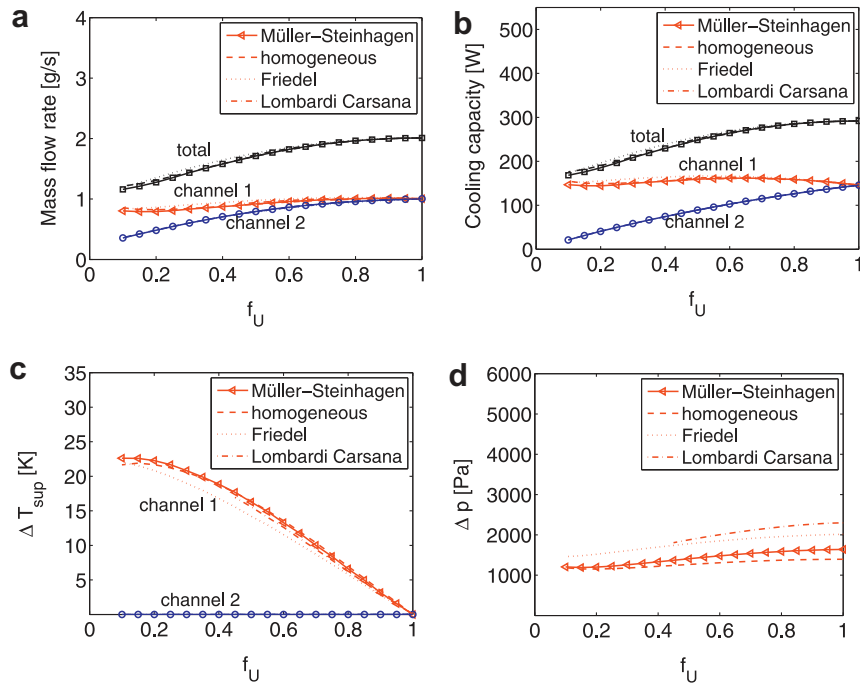 a
Mass flow rate [g/s]
4
3
2
1
0
0 0.2 0.4 0.6 0.8 1
f_U
Müller−Steinhagen
homogeneous
Friedel
Lombardi Carsana
total
channel 1
channel 2
b
Cooling capacity [W]
500
400
300
200
100
0
0 0.2 0.4 0.6 0.8 1
f_U
Müller−Steinhagen
homogeneous
Friedel
Lombardi Carsana
total
channel 1
channel 2
c
Δ T_sup [K]
35
30
25
20
15
10
5
0 0.2 0.4 0.6 0.8 1
f_U
Müller−Steinhagen
homogeneous
Friedel
Lombardi Carsana
channel 1
channel 2
d
Δ p [Pa]
6000
5000
4000
3000
2000
1000
0 0.2 0.4 0.6 0.8 1
f_U
Müller−Steinhagen
homogeneous
Friedel
Lombardi Carsana